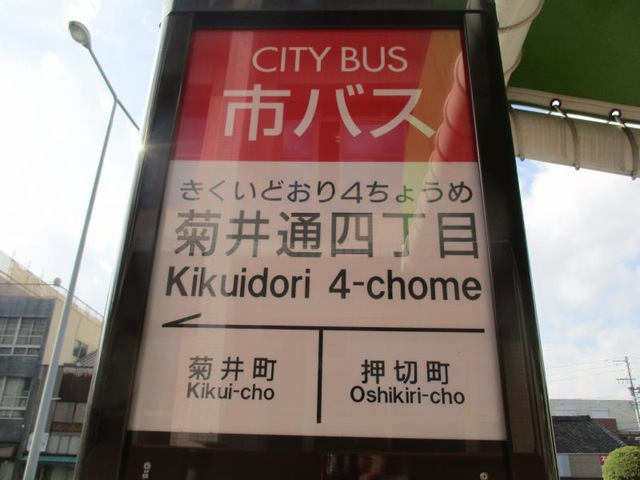 CITY BUS
市バス
きくいどおり4ちょうめ
菊井通四丁目
Kikuidori 4-chome
菊井町 押切町
Kikui-cho Oshikiri-cho